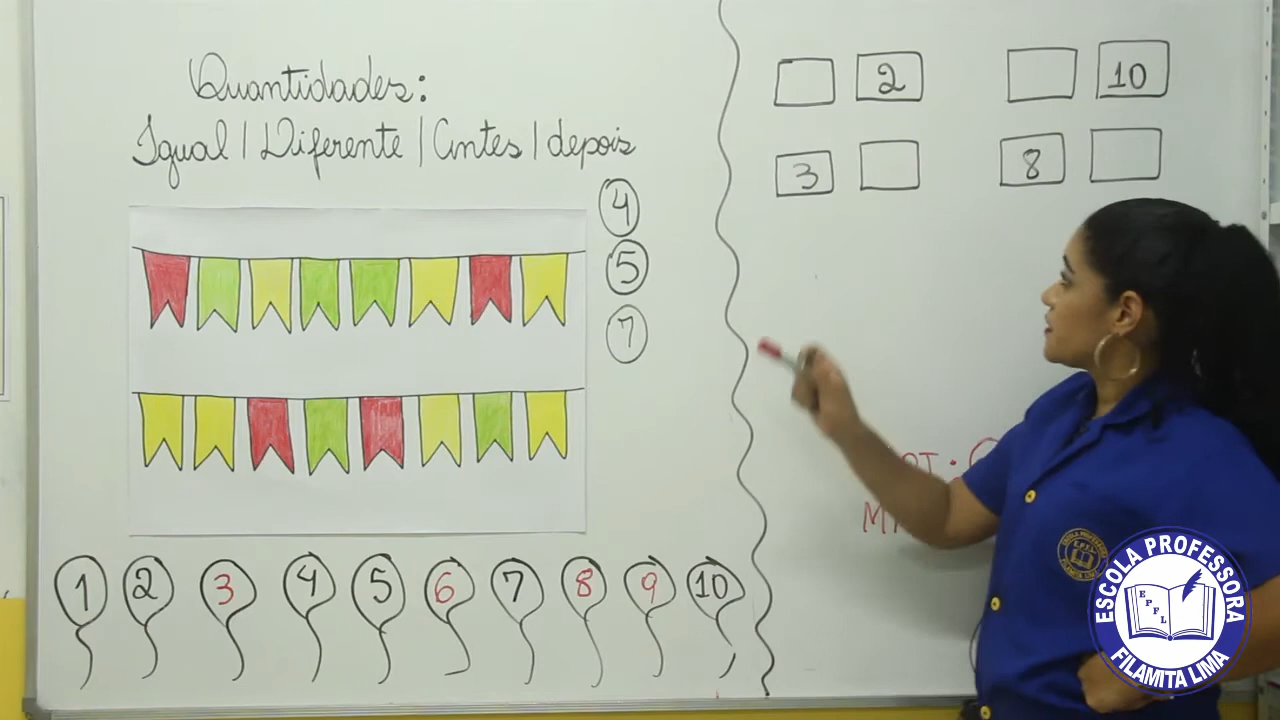 Quantidades:
Igual | Diferente | Antes | depois
4
5
7
1 2 3 4 5 6 7 8 9 10
2 10
3 8
ESCOLA PROFESSORA
EPFL
FILAMITA LIMA